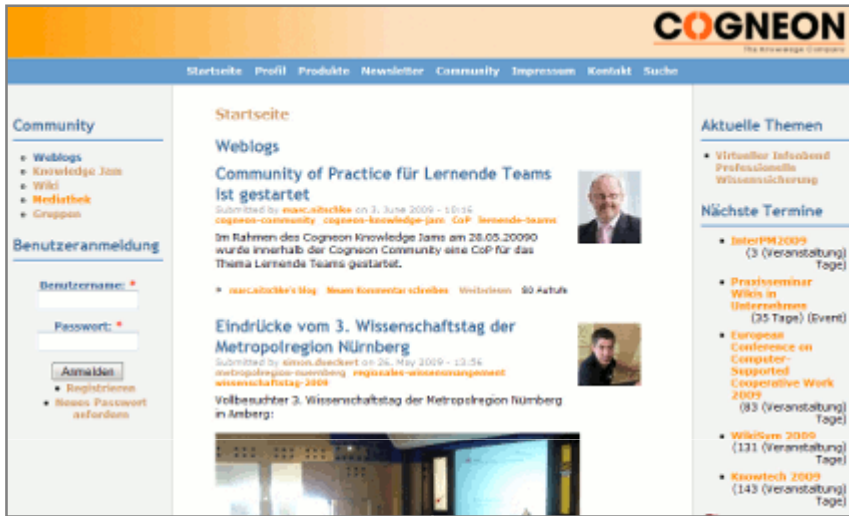 COGNEON
The Knowledge Company
Startseite Profil Produkte Newsletter Community Impressum Kontakt Suche
Community
Weblogs
Knowledge Jam
Wiki
Mediathek
Gruppen
Benutzeranmeldung
Benutzername: *
Passwort: *
Anmelden
Registrieren
Neues Passwort
anfordern
Startseite
Weblogs
Community of Practice für Lernende Teams
ist gestartet
Submitted by marc.nitschke on 3. June 2009 - 10:16
cogneon-community cogneon-knowledge-jam CoP lernende-teams
Im Rahmen des Cogneon Knowledge Jams am 28.05.20090
wurde innerhalb der Cogneon Community eine CoP für das
Thema Lernende Teams gestartet.
marc.nitschke's blog Neuen Kommentar schreiben Weiterlesen 80 Aufrufe
Eindrücke vom 3. Wissenschaftstag der
Metropolregion Nürnberg
Submitted by simon.dueckert on 26. May 2009 - 13:56
metropolregion-nuernberg regionales-wissensmangement
wissenschaftstag-2009
Vollbesuchter 3. Wissenschaftstag der Metropolregion Nürnberg
in Amberg:
Aktuelle Themen
Virtueller Infoabend
Professionelle
Wissenssicherung
Nächste Termine
InterPM2009
(3 (Veranstaltung)
Tage)
Praxisseminar
Wikis in
Unternehmen
(35 Tage) (Event)
European
Conference on
Computer-
Supported
Cooperative Work
2009
(83 (Veranstaltung)
Tage)
WikiSym 2009
(131 (Veranstaltung)
Tage)
Knowtech 2009
(143 (Veranstaltung)
Tage)